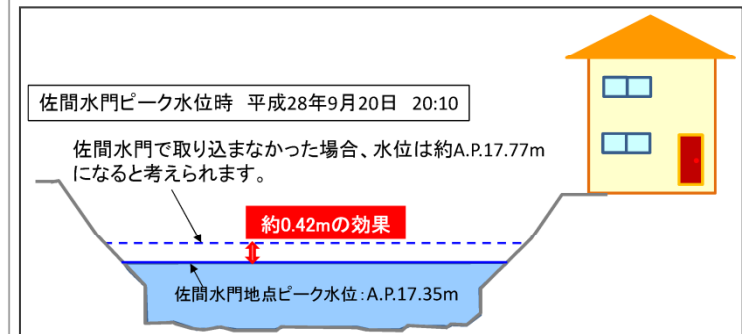 佐間水門ピーク水位時 平成28年9月20日 20:10
佐間水門で取り込まなかった場合、水位は約A.P.17.77m
になると考えられます。
約0.42mの効果
佐間水門地点ピーク水位:A.P.17.35m